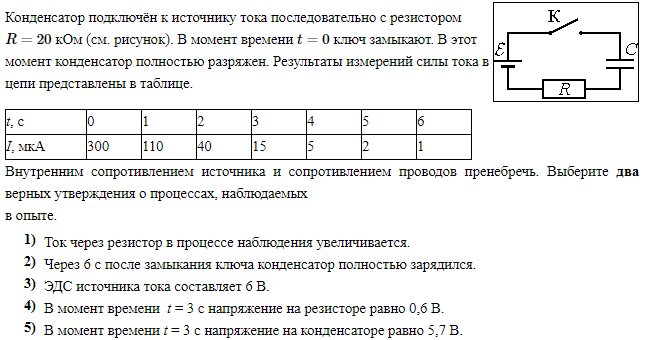 Конденсатор подключён к источнику тока последовательно с резистором
R = 20 кОм (см. рисунок). В момент времени t = 0 ключ замыкают. В этот
момент конденсатор полностью разряжен. Результаты измерений силы тока в
цепи представлены в таблице.
К
ℰ
C
R
t, с 0 1 2 3 4 5 6
I, мкА 300 110 40 15 5 2 1
Внутренним сопротивлением источника и сопротивлением проводов пренебречь. Выберите два
верных утверждения о процессах, наблюдаемых
в опыте.
1) Ток через резистор в процессе наблюдения увеличивается.
2) Через 6 с после замыкания ключа конденсатор полностью зарядился.
3) ЭДС источника тока составляет 6 В.
4) В момент времени t = 3 с напряжение на резисторе равно 0,6 В.
5) В момент времени t = 3 с напряжение на конденсаторе равно 5,7 В.